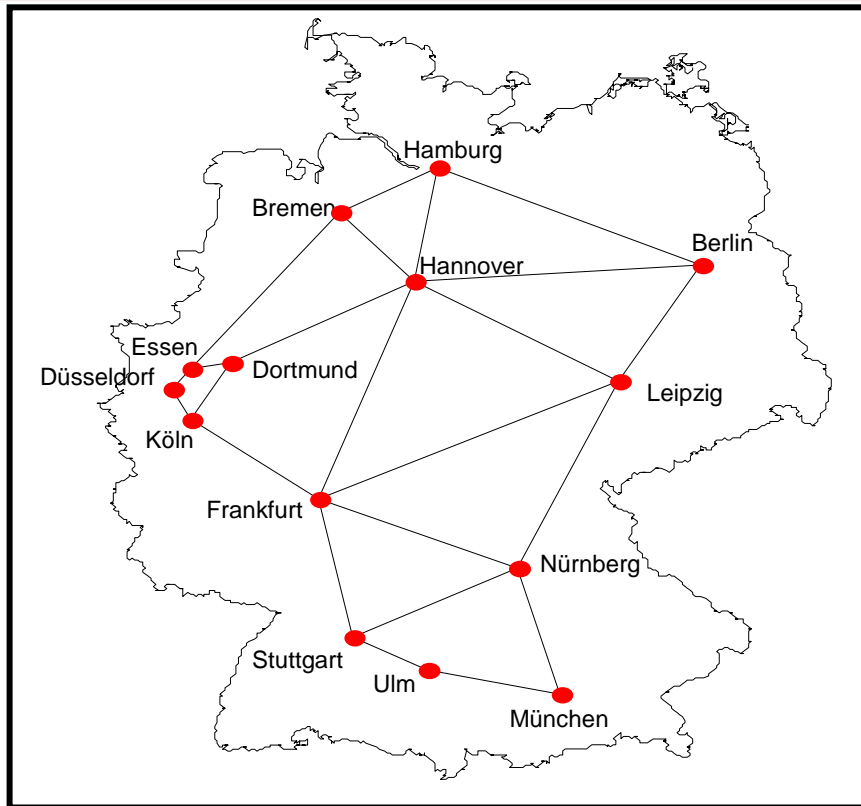 Hamburg
Bremen
Berlin
Hannover
Essen
Düsseldorf
Dortmund
Leipzig
Köln
Frankfurt
Nürnberg
Stuttgart
Ulm
München